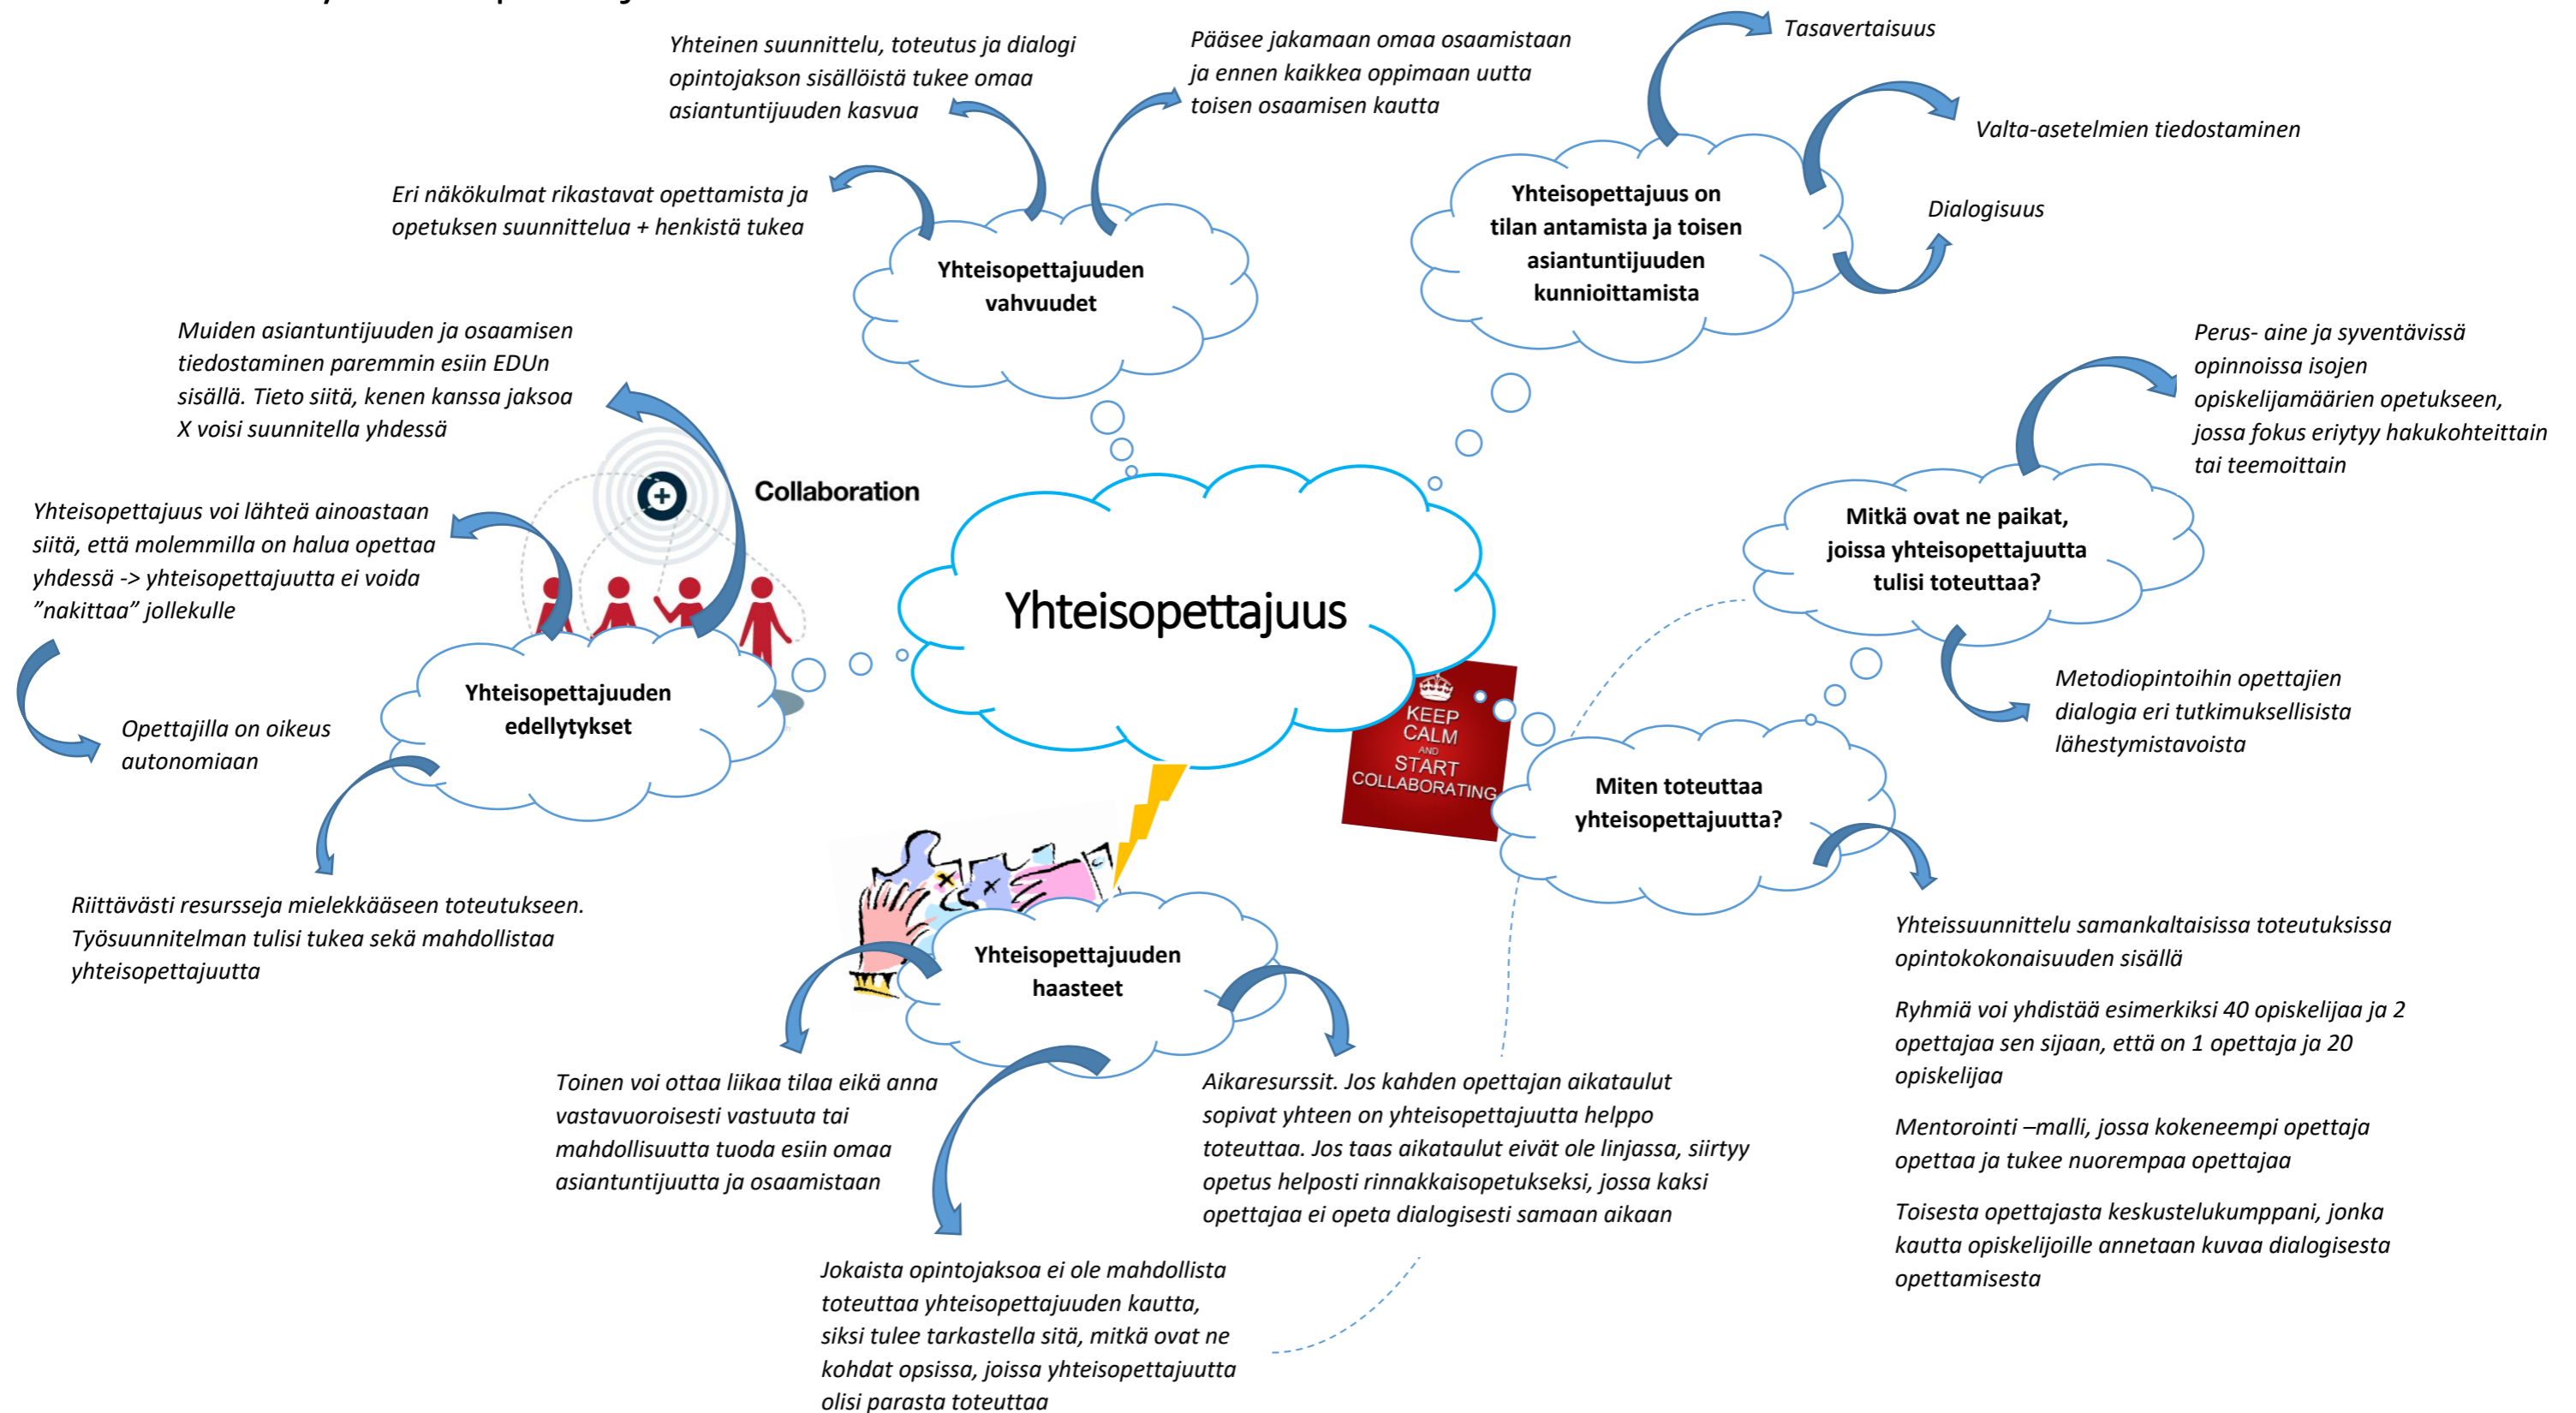 Yhteinen suunnittelu, toteutus ja dialogi
opintojakson sisällöistä tukee omaa
asiantuntijuuden kasvua
Pääsee jakamaan omaa osaamistaan
ja ennen kaikkea oppimaan uutta
toisen osaamisen kautta
Tasavertaisuus
Valta-asetelmien tiedostaminen
Dialogisuus
Eri näkökulmat rikastavat opettamista ja
opetuksen suunnittelua + henkistä tukea
Yhteisopettajuuden
vahvuudet
Yhteisopettajuus on
tilan antamista ja toisen
asiantuntijuuden
kunnioittamista
Muiden asiantuntijuuden ja osaamisen
tiedostaminen paremmin esiin EDUn
sisällä. Tieto siitä, kenen kanssa jaksoa
X voisi suunnitella yhdessä
Perus- aine ja syventävissä
opinnoissa isojen
opiskelijamäärien opetukseen,
jossa fokus eriytyy hakukohteittain
tai teemoittain
Collaboration
Yhteisopettajuus voi lähteä ainoastaan
siitä, että molemmilla on halua opettaa
yhdessä -> yhteisopettajuutta ei voida
”nakittaa” jollekulle
Mitkä ovat ne paikat,
joissa yhteisopettajuutta
tulisi toteuttaa?
Yhteisopettajuus
Yhteisopettajuuden
edellytykset
Opettajilla on oikeus
autonomiaan
KEEP
CALM
AND
START
COLLABORATING
Metodiopintoihin opettajien
dialogia eri tutkimuksellisista
lähestymistavoista
Miten toteuttaa
yhteisopettajuutta?
Riittävästi resursseja mielekkääseen toteutukseen.
Työsuunnitelman tulisi tukea sekä mahdollistaa
yhteisopettajuutta
Yhteisopettajuuden
haasteet
Yhteissuunnittelu samankaltaisissa toteutuksissa
opintokokonaisuuden sisällä
Ryhmiä voi yhdistää esimerkiksi 40 opiskelijaa ja 2
opettajaa sen sijaan, että on 1 opettaja ja 20
opiskelijaa
Mentorointi –malli, jossa kokeneempi opettaja
opettaa ja tukee nuorempaa opettajaa
Toisesta opettajasta keskustelukumppani, jonka
kautta opiskelijoille annetaan kuvaa dialogisesta
opettamisesta
Toinen voi ottaa liikaa tilaa eikä anna
vastavuoroisesti vastuuta tai
mahdollisuutta tuoda esiin omaa
asiantuntijuutta ja osaamistaan
Aikaresurssit. Jos kahden opettajan aikataulut
sopivat yhteen on yhteisopettajuutta helppo
toteuttaa. Jos taas aikataulut eivät ole linjassa, siirtyy
opetus helposti rinnakkaisopetukseksi, jossa kaksi
opettajaa ei opeta dialogisesti samaan aikaan
Jokaista opintojaksoa ei ole mahdollista
toteuttaa yhteisopettajuuden kautta,
siksi tulee tarkastella sitä, mitkä ovat ne
kohdat opsissa, joissa yhteisopettajuutta
olisi parasta toteuttaa